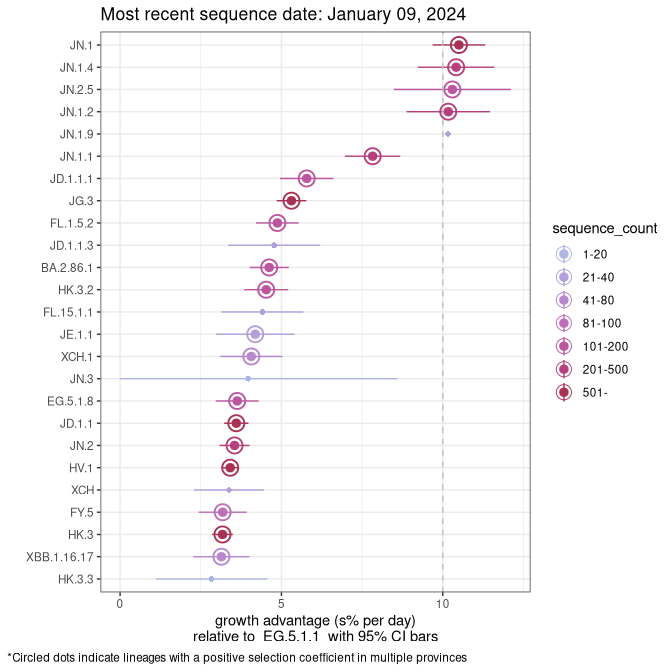 Most recent sequence date: January 09, 2024
JN.1
JN.1.4
JN.2.5
JN.1.2
JN.1.9
JN.1.1
JD.1.1.1
JG.3
FL.1.5.2
JD.1.1.3
BA.2.86.1
HK.3.2
FL.15.1.1
JE.1.1
XCH.1
JN.3
EG.5.1.8
JD.1.1
JN.2
HV.1
XCH
FY.5
HK.3
XBB.1.16.17
HK.3.3
0 5 10
growth advantage (s% per day)
relative to EG.5.1.1 with 95% CI bars
sequence_count
1-20
21-40
41-80
81-100
101-200
201-500
501-
*Circled dots indicate lineages with a positive selection coefficient in multiple provinces